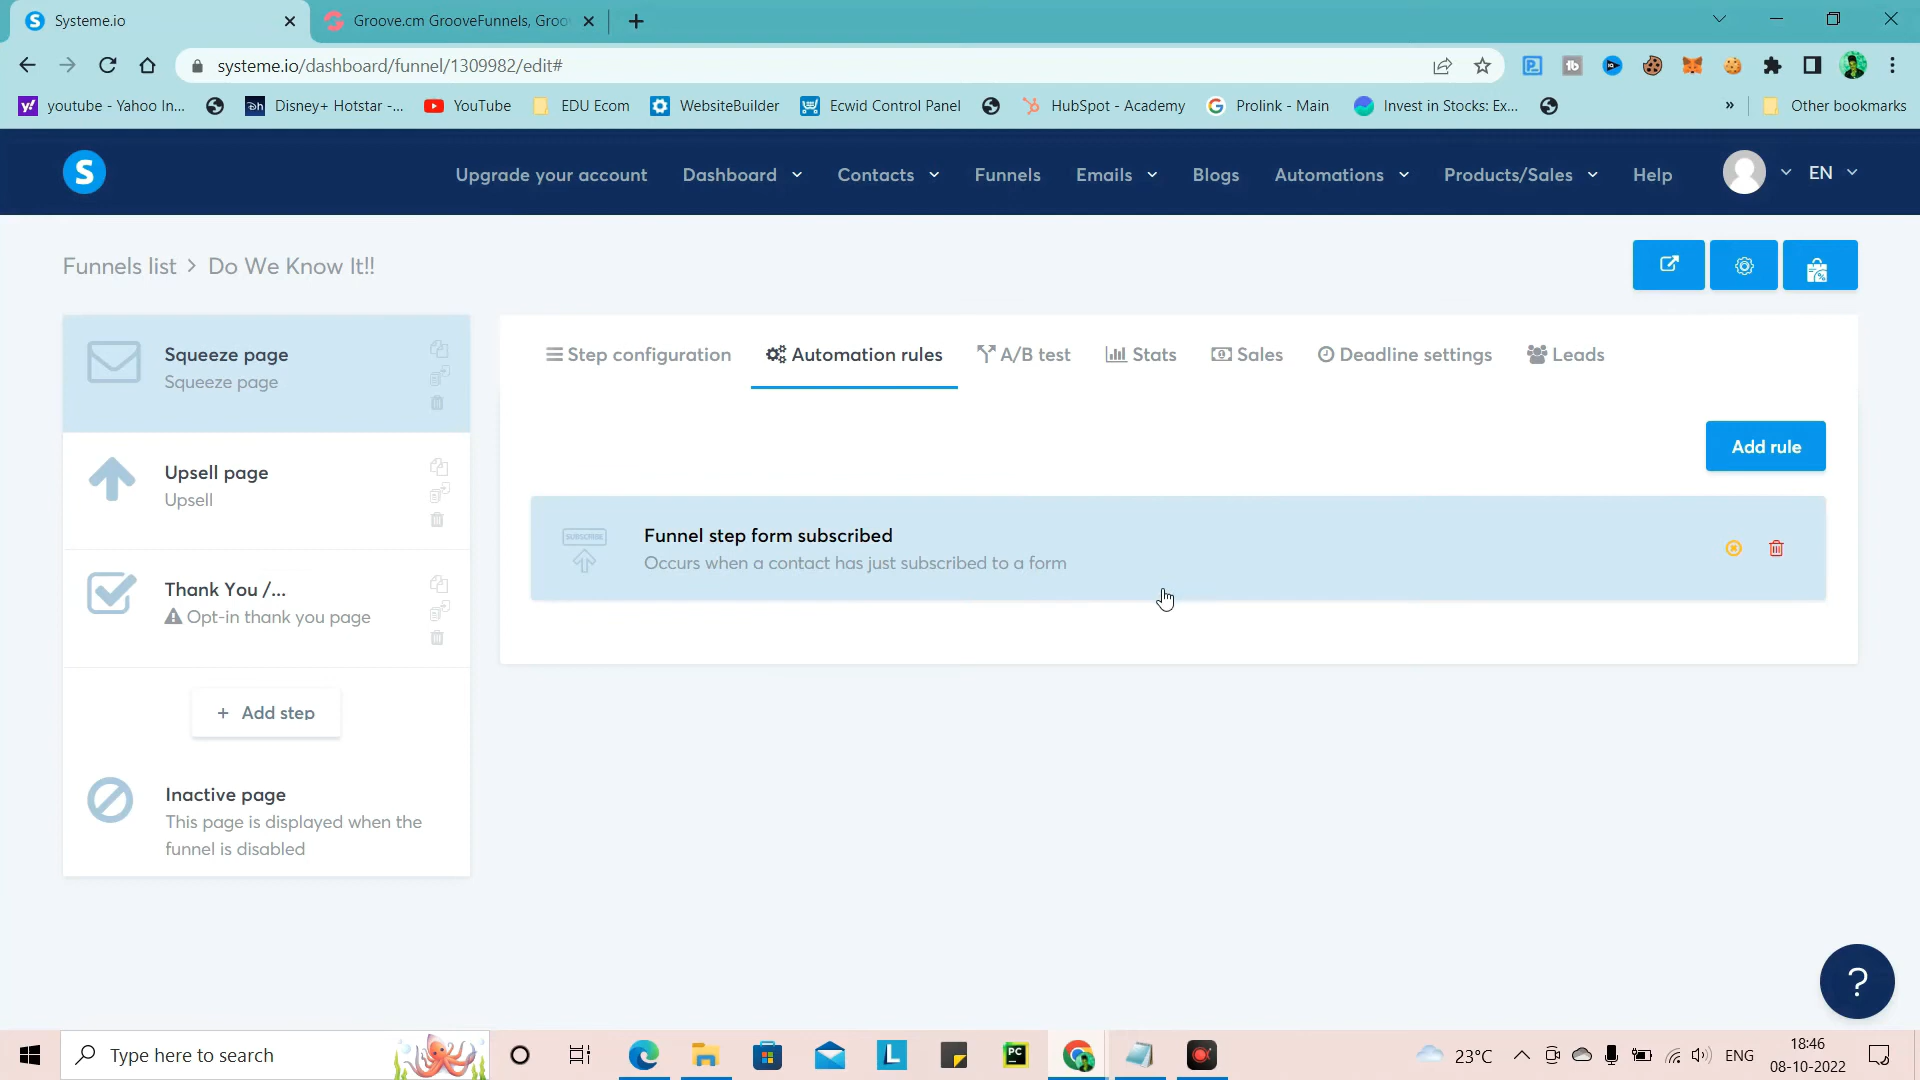 Systeme.io
Groove.cm GrooveFunnels, Groo
systeme.io/dashboard/funnel/1309982/edit#
youtube - Yahoo In...
Disney+ Hotstar -...
YouTube
EDU Ecom
WebsiteBuilder
Ecwid Control Panel
HubSpot - Academy
Prolink - Main
Invest in Stocks: Ex...
»
Other bookmarks
S
Upgrade your account
Dashboard
Contacts
Funnels
Emails
Blogs
Automations
Products/Sales
Help
EN
Funnels list > Do We Know It!!
Squeeze page
Squeeze page
Upsell page
Upsell
Thank You /...
Opt-in thank you page
+ Add step
Inactive page
This page is displayed when the
funnel is disabled
Step configuration
Automation rules
A/B test
Stats
Sales
Deadline settings
Leads
Add rule
SUBSCRIBE
Funnel step form subscribed
Occurs when a contact has just subscribed to a form
?
Type here to search
L
PC
23°C
ENG
18:46
08-10-2022